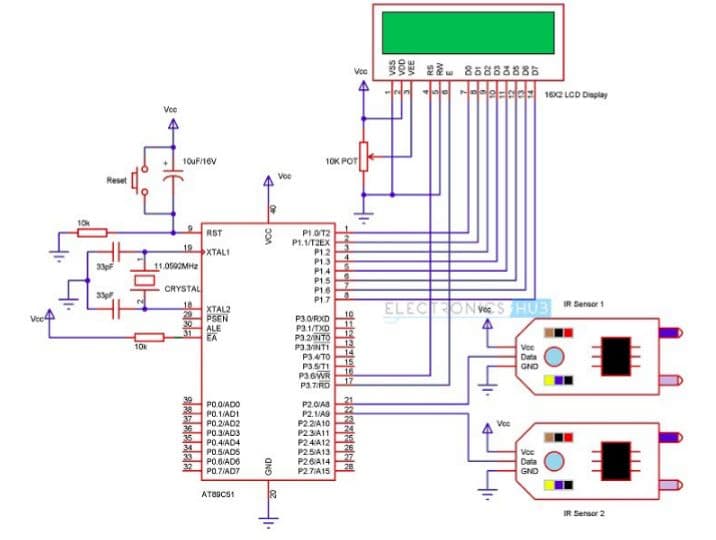 VSS
VDD
VEE
RS
RW
E
D0
D1
D2
D3
D4
D5
D6
D7
1
2
3
4
5
6
7
8
9
10
11
12
13
14
16X2 LCD Display
Vcc
10K POT
Vcc
10uF/16V
+
Reset
Vcc
40
VCC
10k
9
RST
19
XTAL1
33pF
1
11.0592MHz
CRYSTAL
2
33pF
18
XTAL2
29
PSEN
30
ALE
31
EA
Vcc
10k
39
P0.0/AD0
38
P0.1/AD1
37
P0.2/AD2
36
P0.3/AD3
35
P0.4/AD4
34
P0.5/AD5
33
P0.6/AD6
32
P0.7/AD7
P1.0/T2
1
P1.1/T2EX
2
P1.2
3
P1.3
4
P1.4
5
P1.5
6
P1.6
7
P1.7
8
P3.0/RXD
10
P3.1/TXD
11
P3.2/INT0
12
P3.3/INT1
13
P3.4/T0
14
P3.5/T1
15
P3.6/WR
16
P3.7/RD
17
P2.0/A8
21
P2.1/A9
22
P2.2/A10
23
P2.3/A11
24
P2.4/A12
25
P2.5/A13
26
P2.6/A14
27
P2.7/A15
28
GND
20
AT89C51
ELECTRONICS HUB
IR Sensor 1
Vcc
Vcc
Data
GND
Vcc
Vcc
Data
GND
IR Sensor 2